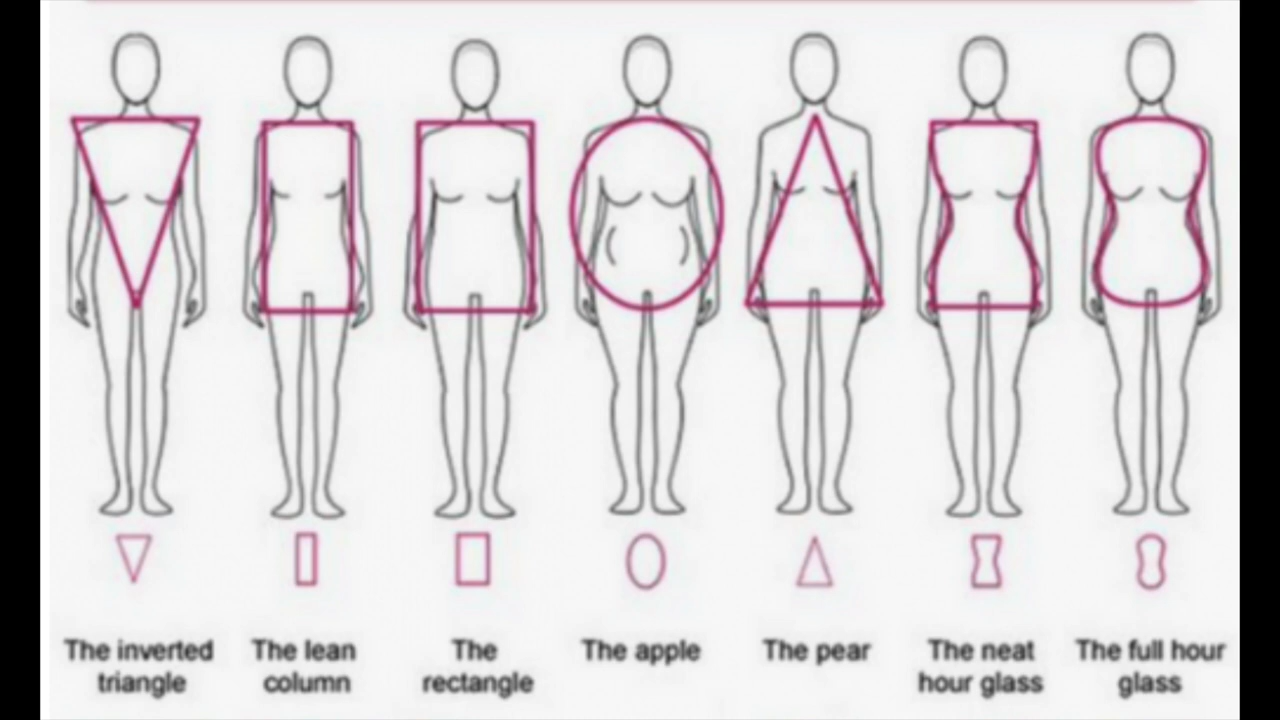 The inverted
triangle
The lean
column
The
rectangle
The apple
The pear
The neat
hour glass
The full hour
glass